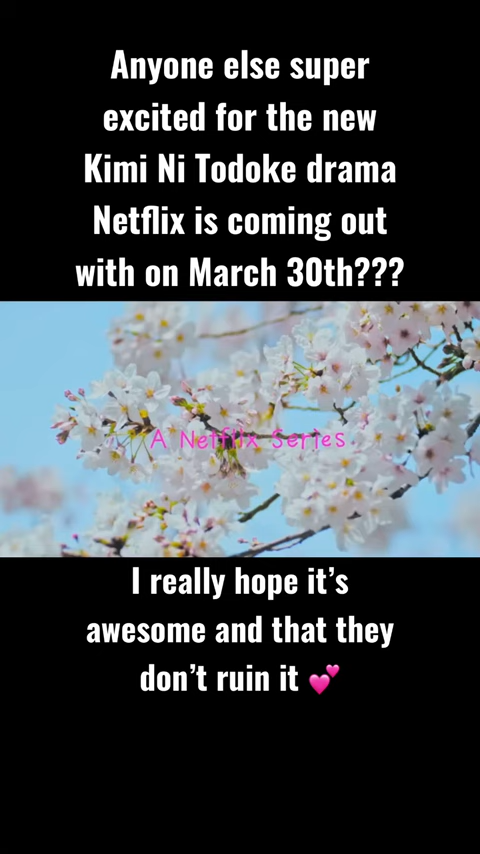 Anyone else super
excited for the new
Kimi Ni Todoke drama
Netflix is coming out
with on March 30th???
A Netflix Series
I really hope it’s
awesome and that they
don’t ruin it 💕